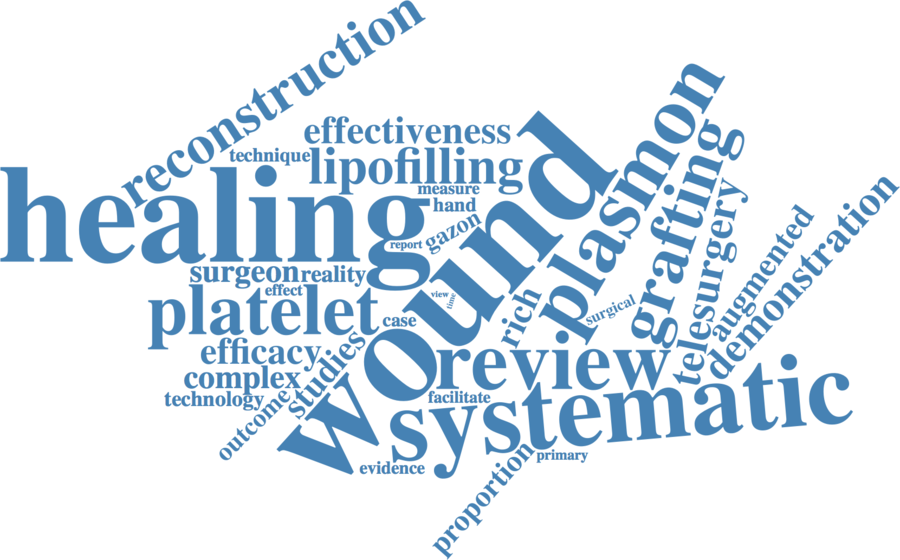 reconstruction
effectiveness
technique
lipofilling
measure
hand
healing
report
gazon
wound
plasmon
grafting
telesurgery
augmented
demonstration
surgeon
reality
effect
view
time
platelet
case
rich
surgical
efficacy
studies
review
complex
technology
outcome
facilitate
systematic
evidence
primary
proportion